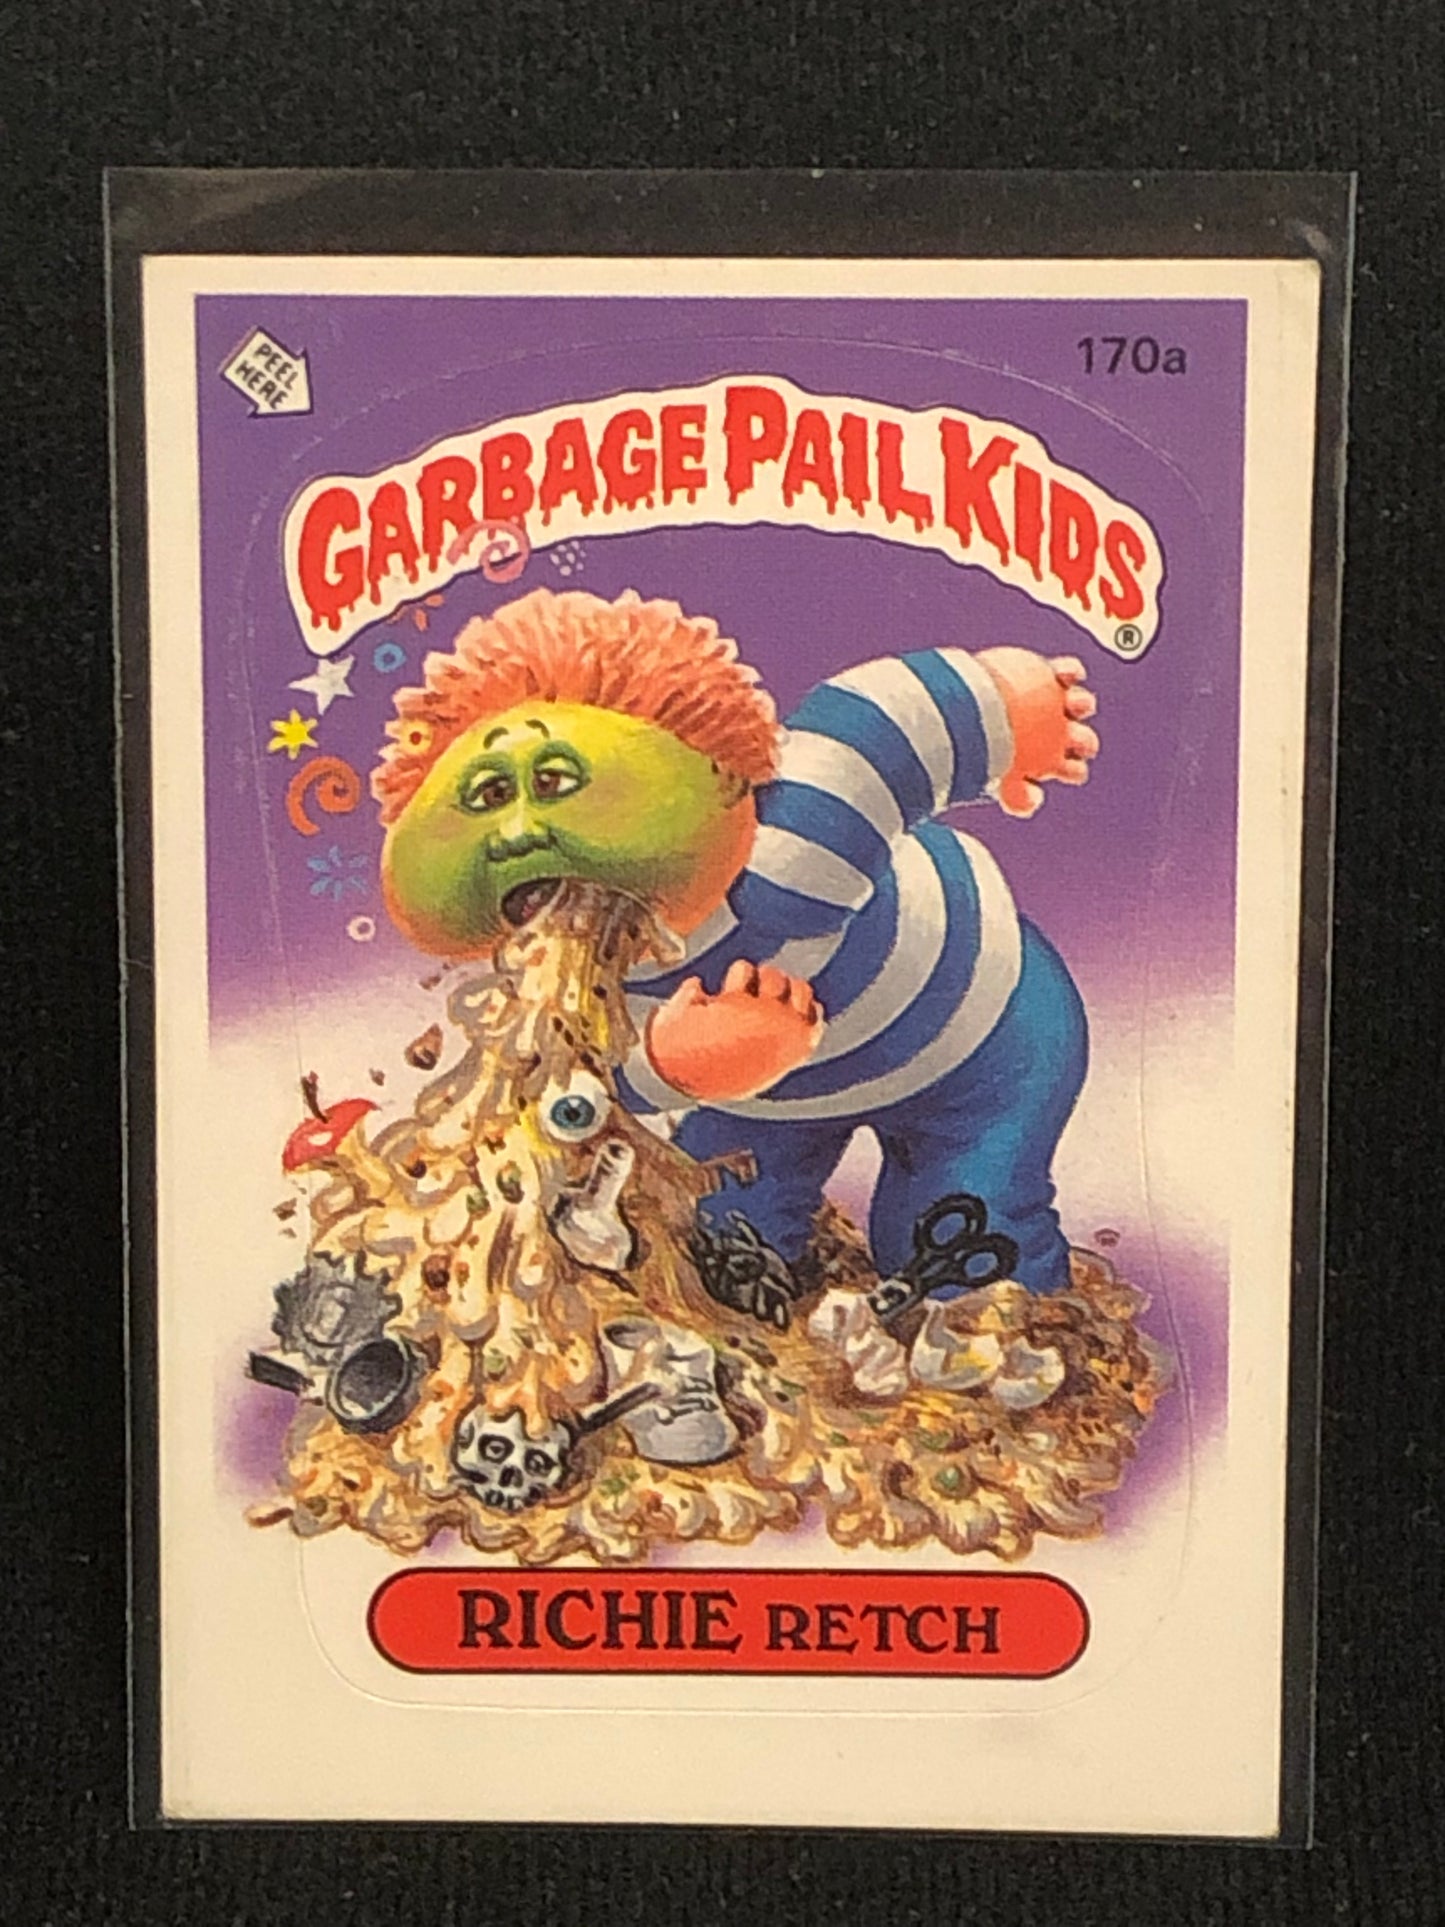 PEEL
HERE
170a
GARBAGE PAIL KIDS
®
RICHIE RETCH